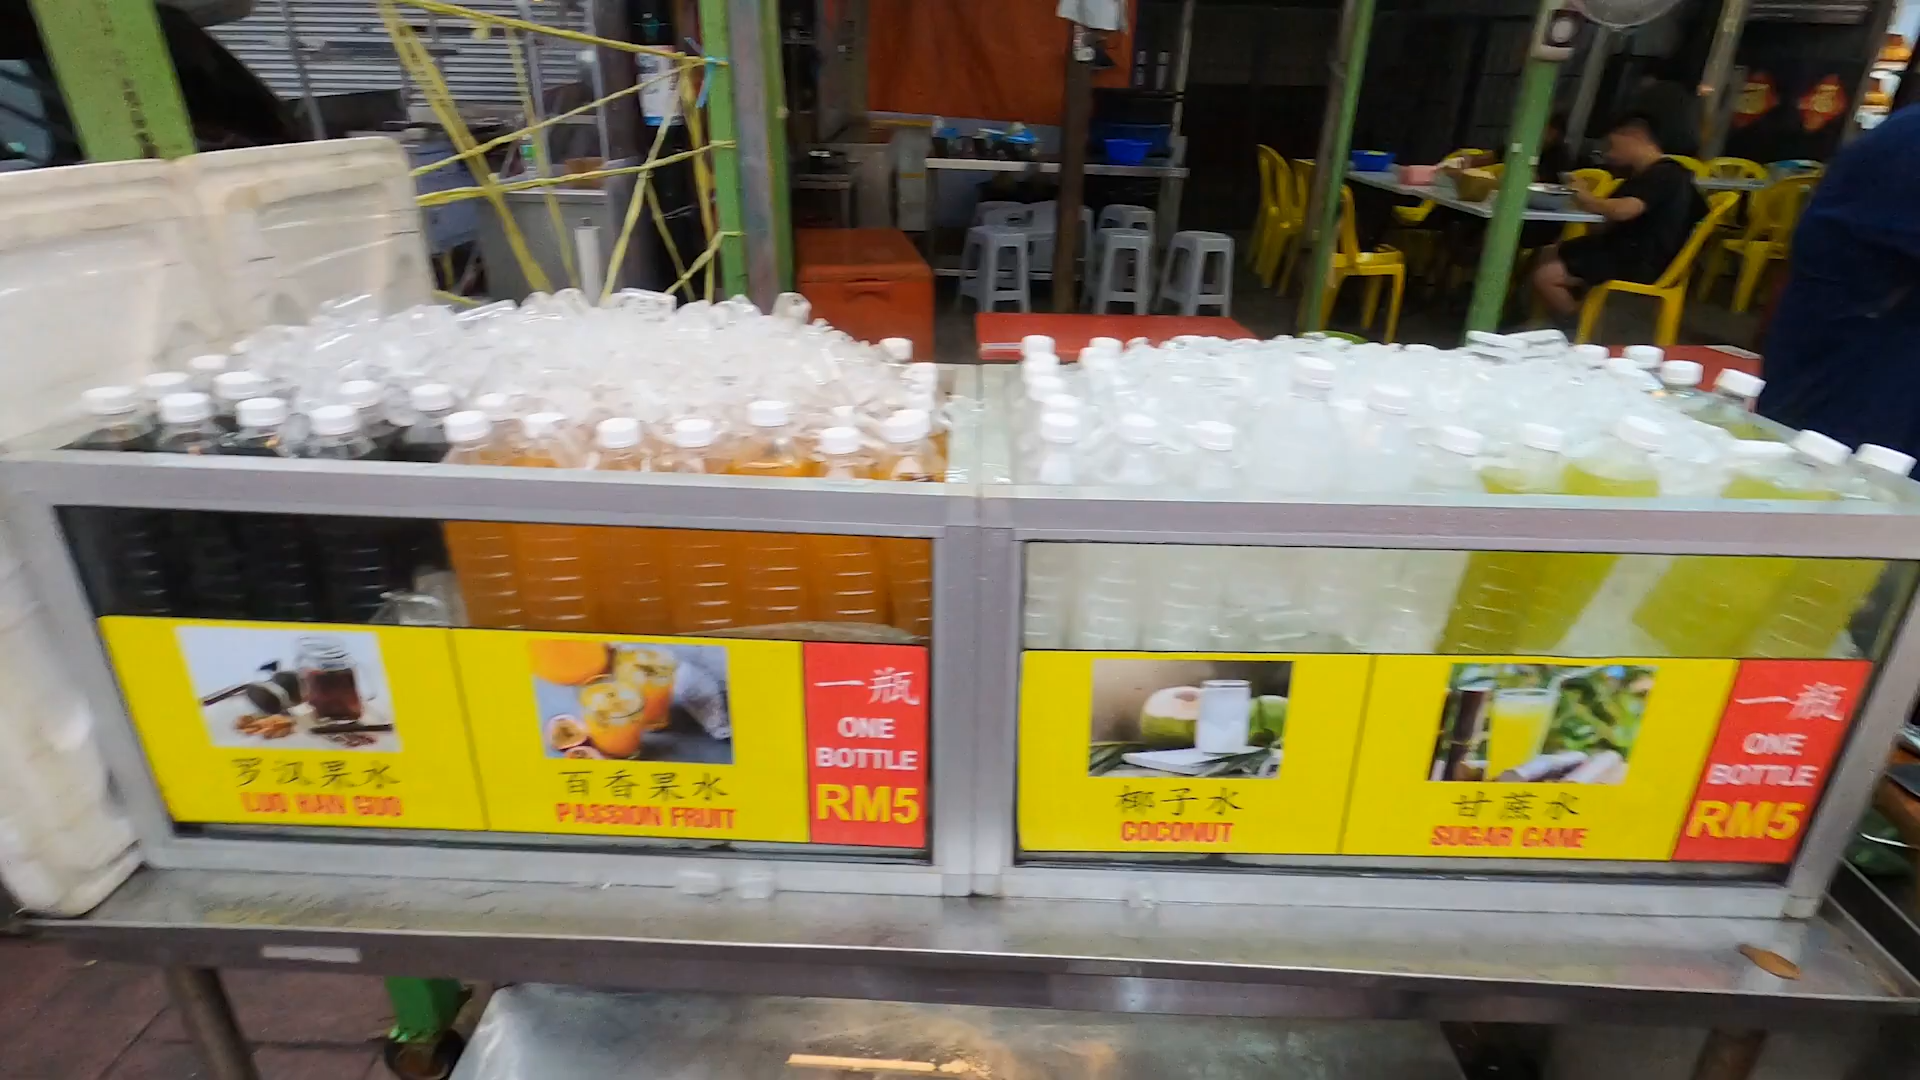 罗汉果水
LUO HAN GUO
百香果水
PASSION FRUIT
一瓶
ONE
BOTTLE
RM5
椰子水
COCONUT
甘蔗水
SUGAR CANE
一瓶
ONE
BOTTLE
RM5